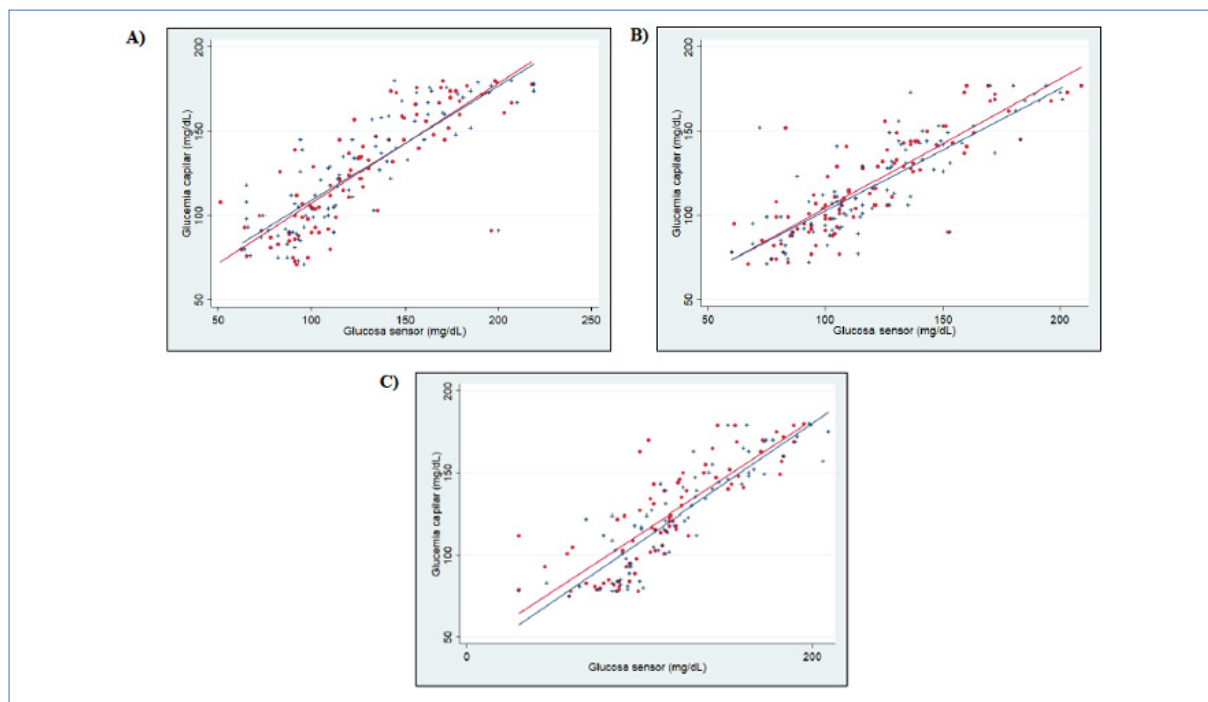 A)
Glucemia capilar (mg/dL)
200
150
100
50
50 100 150 200 250
Glucosa sensor (mg/dL)
B)
Glucemia capilar (mg/dL)
200
150
100
50
50 100 150 200
Glucosa sensor (mg/dL)
C)
Glucemia capilar (mg/dL)
200
150
100
50
0 200
Glucosa sensor (mg/dL)